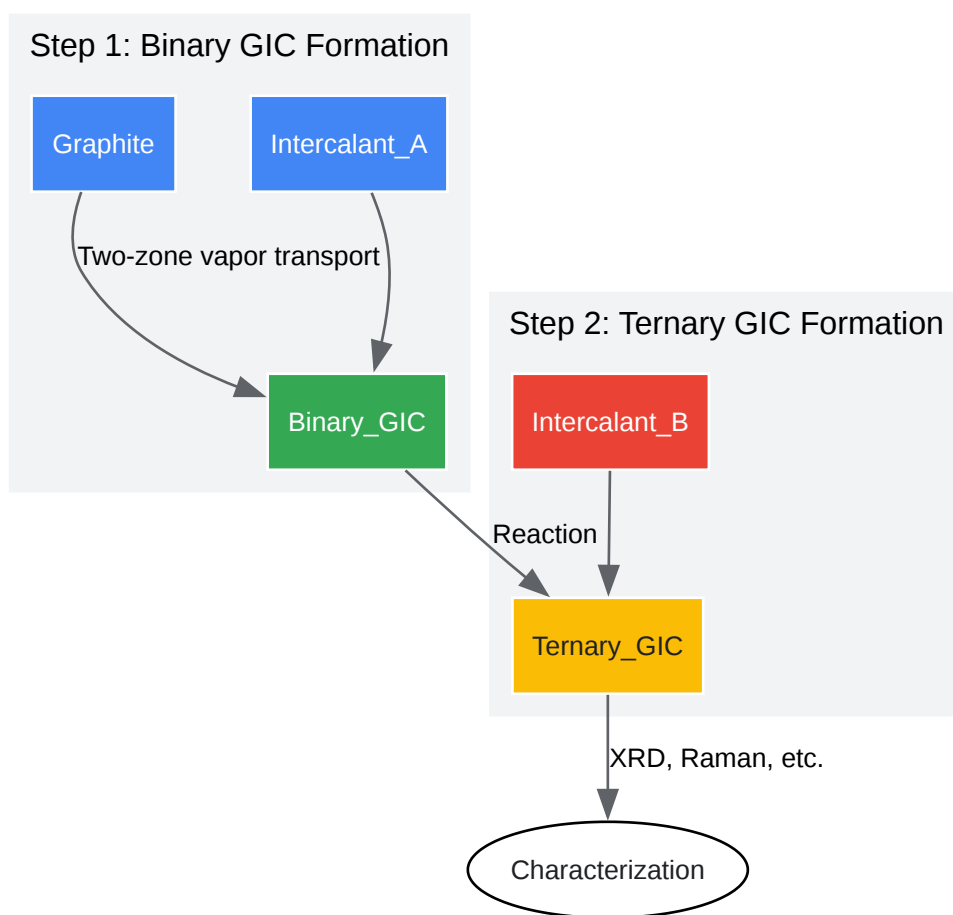 Step 1: Binary GIC Formation
Graphite
Intercalant_A
Two-zone vapor transport
Binary_GIC
Step 2: Ternary GIC Formation
Intercalant_B
Reaction
Ternary_GIC
XRD, Raman, etc.
Characterization